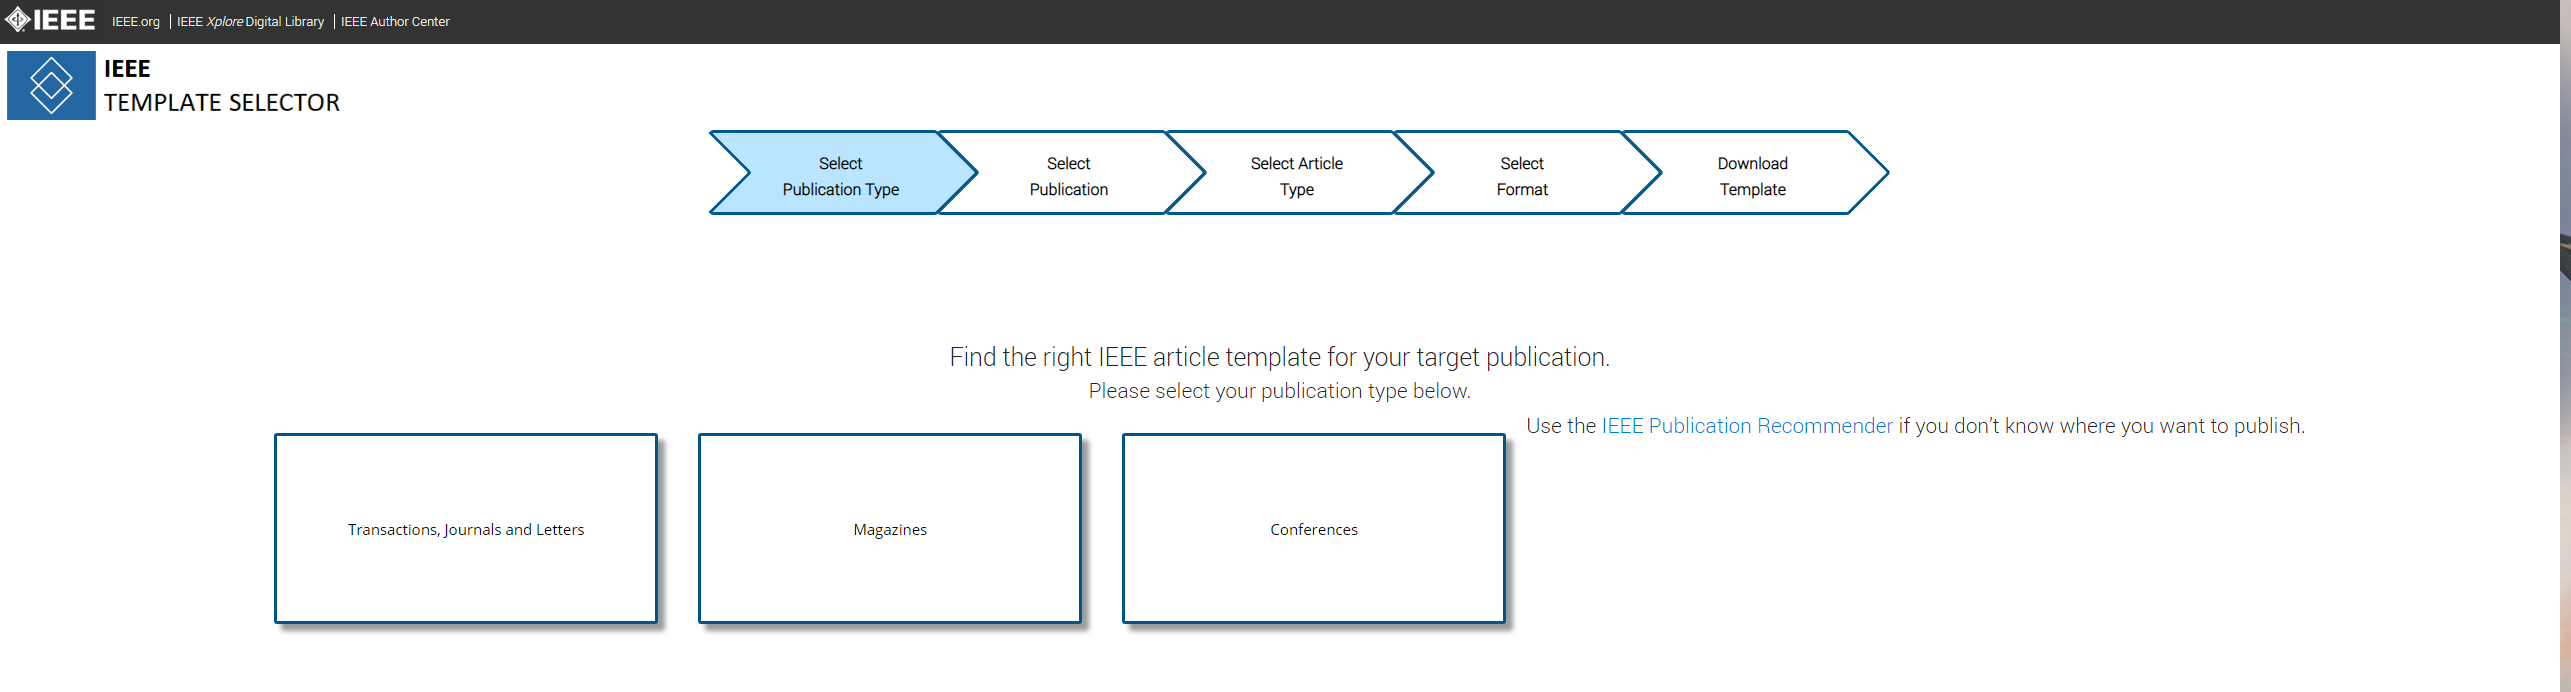 IEEE IEEE.org | IEEE Xplore Digital Library | IEEE Author Center
IEEE
TEMPLATE SELECTOR
Select
Publication Type
Select
Publication
Select Article
Type
Select
Format
Download
Template
Find the right IEEE article template for your target publication.
Please select your publication type below.
Use the IEEE Publication Recommender if you don't know where you want to publish.
Transactions, Journals and Letters
Magazines
Conferences